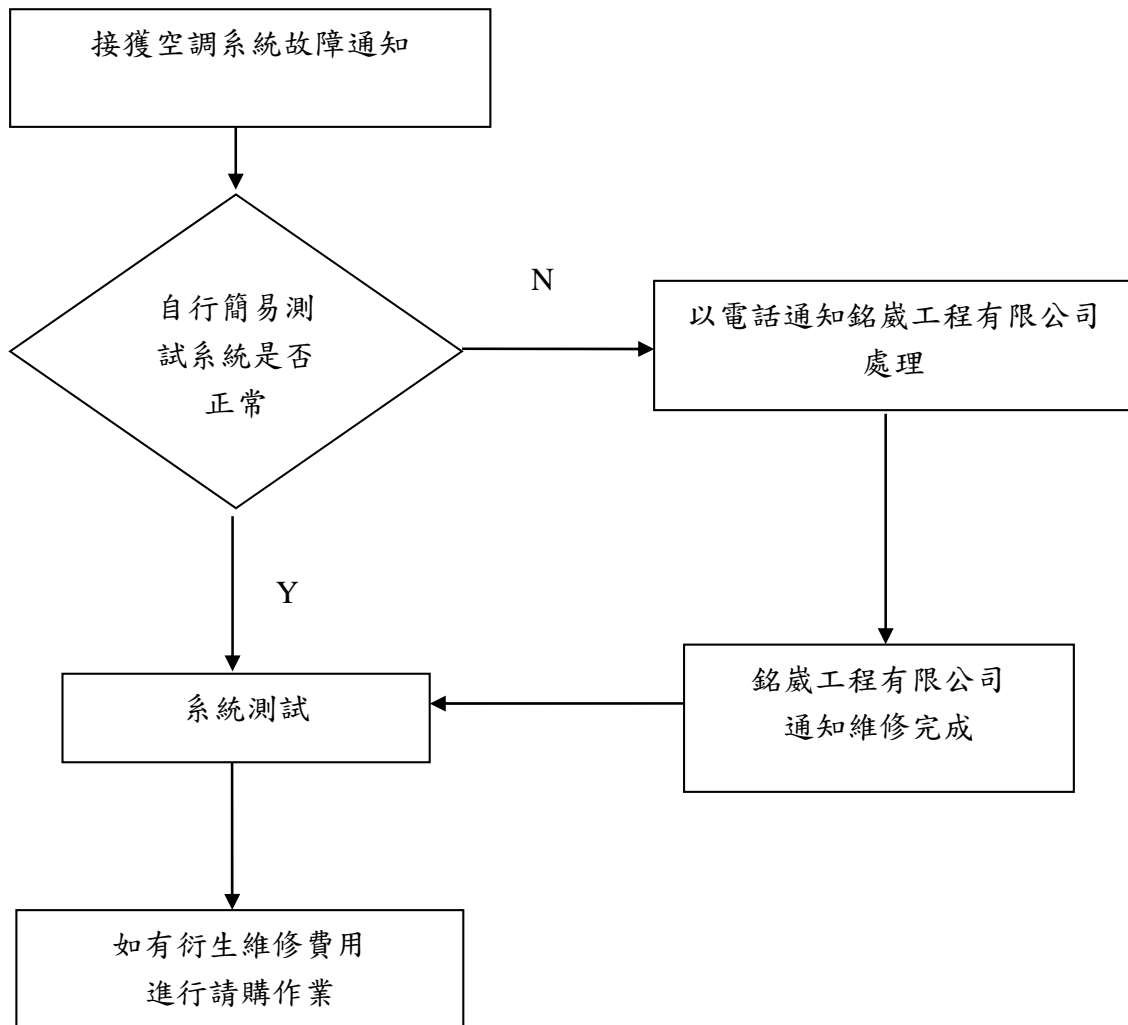 接獲空調系統故障通知
自行簡易測
試系統是否
正常
N
以電話通知銘崴工程有限公司
處理
Y
系統測試
銘崴工程有限公司
通知維修完成
如有衍生維修費用
進行請購作業